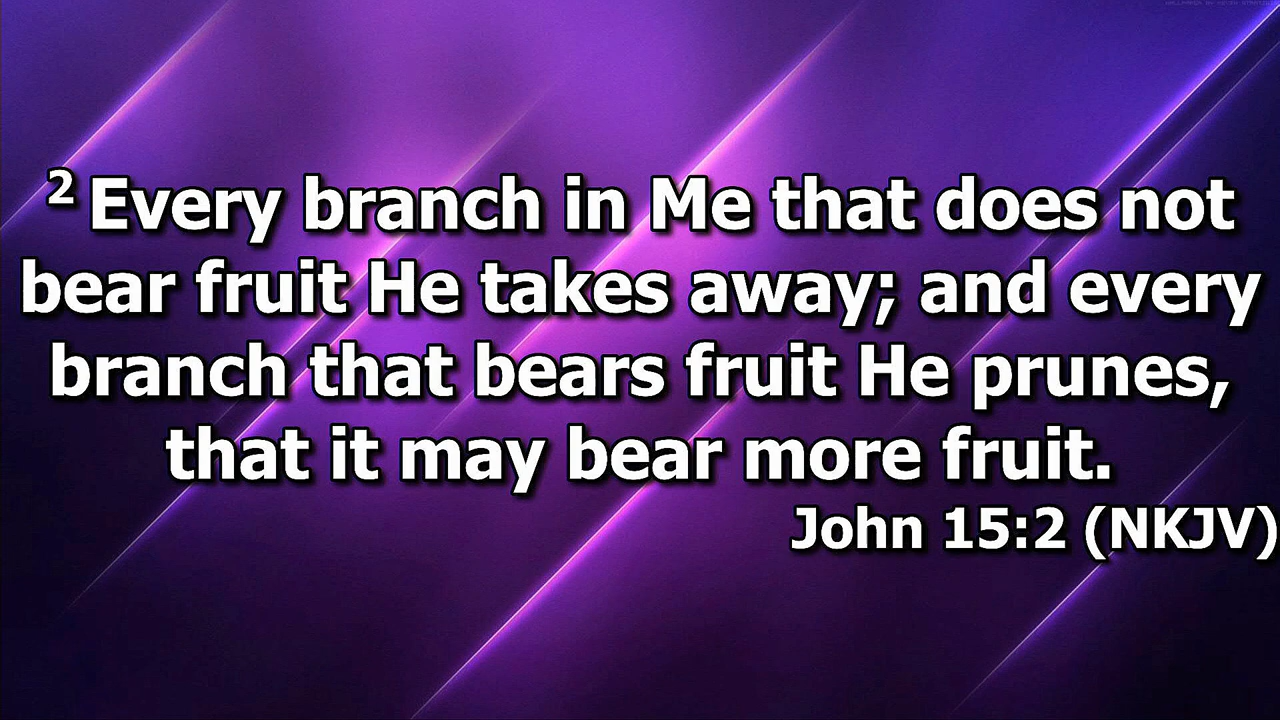 ² Every branch in Me that does not
bear fruit He takes away; and every
branch that bears fruit He prunes,
that it may bear more fruit.
John 15:2 (NKJV)